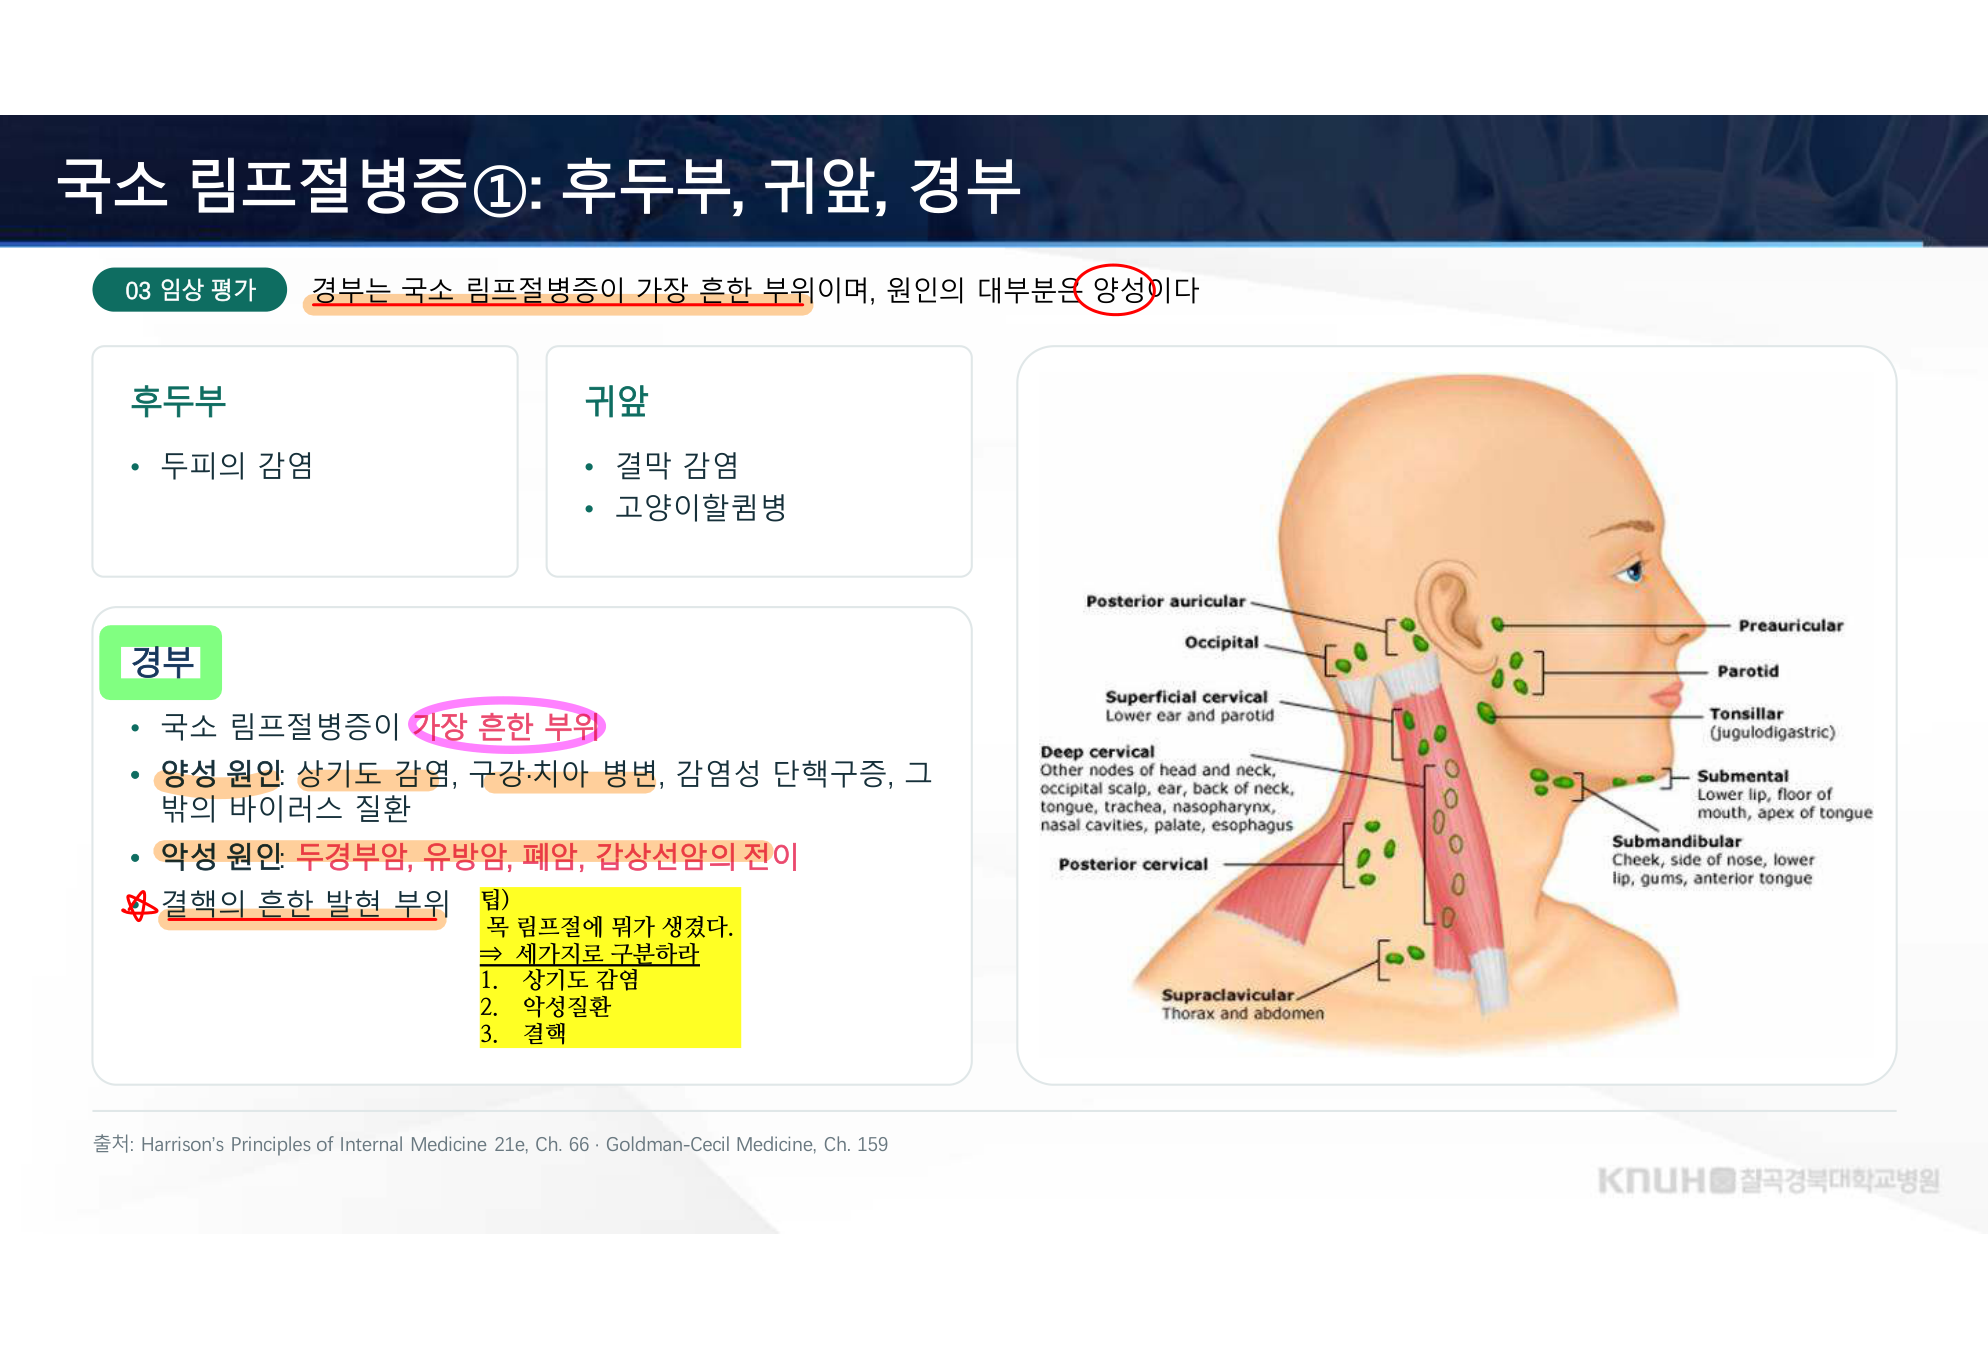 국소 림프절병증①: 후두부, 귀앞, 경부
03 임상 평가
경부는 국소 림프절병증이 가장 흔한 부위이며, 원인의 대부분은 양성이다
후두부
• 두피의 감염
귀앞
• 결막 감염
• 고양이할큄병
경부
• 국소 림프절병증이 가장 흔한 부위
• 양성 원인: 상기도 감염, 구강·치아 병변, 감염성 단핵구증, 그
밖의 바이러스 질환
• 악성 원인: 두경부암, 유방암, 폐암, 갑상선암의 전이
• 결핵의 흔한 발현 부위
팁)
목 림프절에 뭐가 생겼다.
⇒ 세가지로 구분하라
1. 상기도 감염
2. 악성질환
3. 결핵
Posterior auricular
Occipital
Superficial cervical
Lower ear and parotid
Deep cervical
Other nodes of head and neck,
occipital scalp, ear, back of neck,
tongue, trachea, nasopharynx,
nasal cavities, palate, esophagus
Posterior cervical
Supraclavicular
Thorax and abdomen
Preauricular
Parotid
Tonsillar
(jugulodigastric)
Submental
Lower lip, floor of
mouth, apex of tongue
Submandibular
Cheek, side of nose, lower
lip, gums, anterior tongue
출처: Harrison's Principles of Internal Medicine 21e, Ch. 66 · Goldman-Cecil Medicine, Ch. 159
KNUH 칠곡경북대학교병원